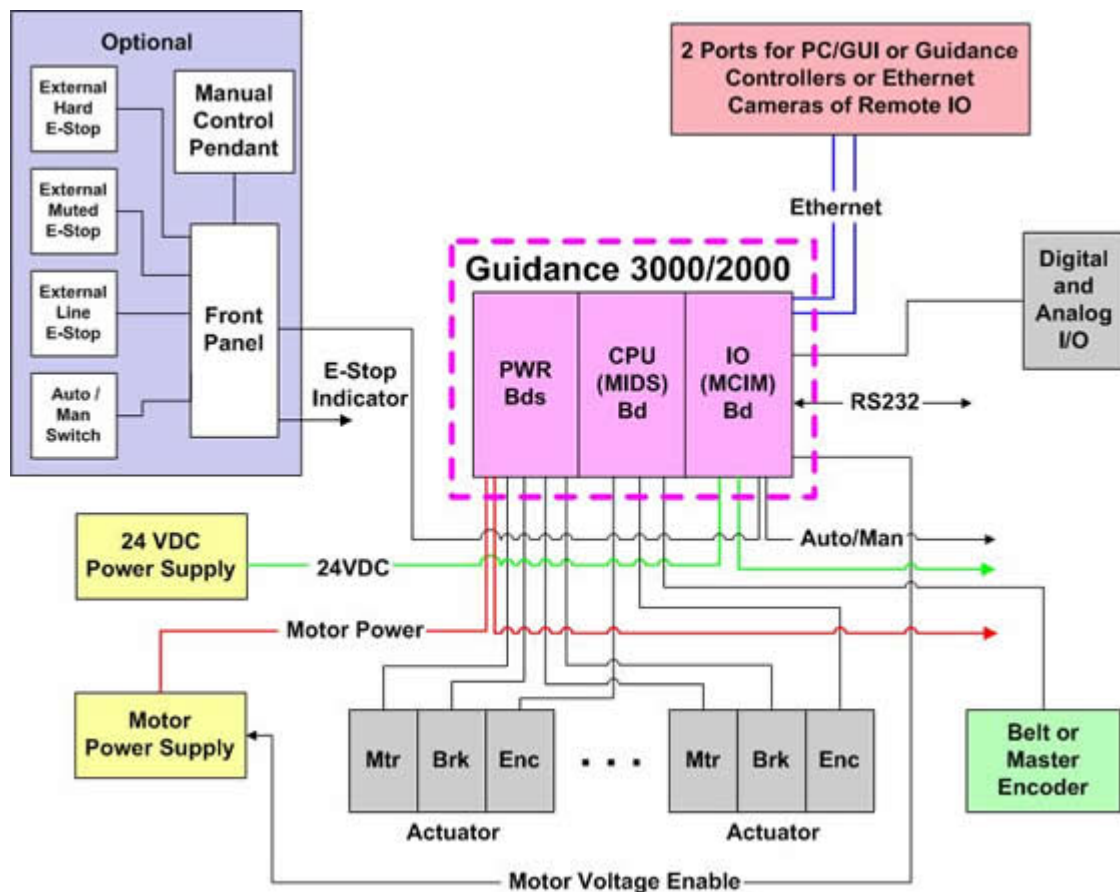 Optional
External
Hard
E-Stop
Manual
Control
Pendant
External
Muted
E-Stop
External
Line
E-Stop
Auto /
Man
Switch
Front
Panel
E-Stop
Indicator
2 Ports for PC/GUI or Guidance
Controllers or Ethernet
Cameras of Remote IO
Ethernet
Guidance 3000/2000
PWR
Bds
CPU
(MIDS)
Bd
IO
(MCIM)
Bd
Digital
and
Analog
I/O
RS232
Auto/Man
24 VDC
Power Supply
24VDC
Motor Power
Motor
Power Supply
Mtr
Brk
Enc
. . .
Mtr
Brk
Enc
Actuator
Actuator
Belt or
Master
Encoder
Motor Voltage Enable